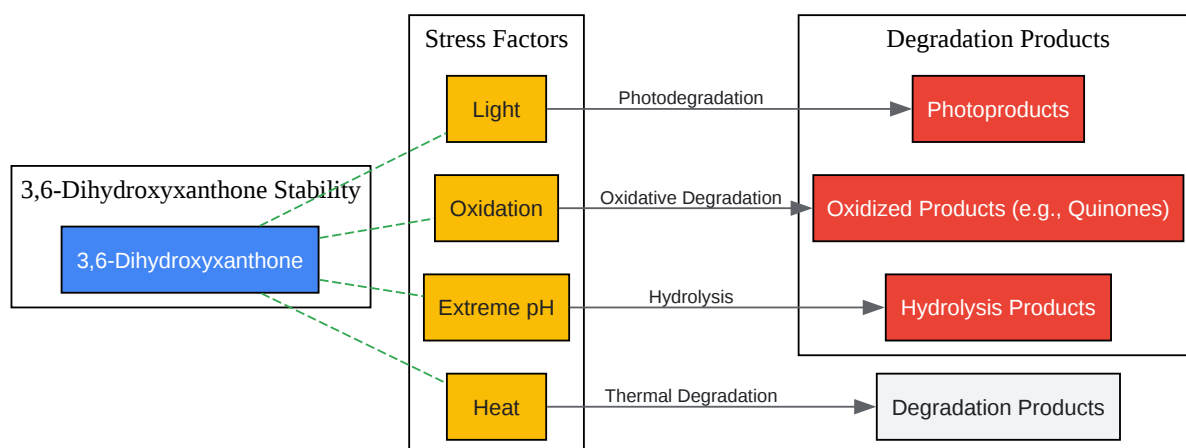 Stress Factors
Degradation Products
Light
Photodegradation
Photoproducts
3,6-Dihydroxyxanthone Stability
Oxidation
Oxidative Degradation
Oxidized Products (e.g., Quinones)
3,6-Dihydroxyxanthone
Extreme pH
Hydrolysis
Hydrolysis Products
Heat
Thermal Degradation
Degradation Products